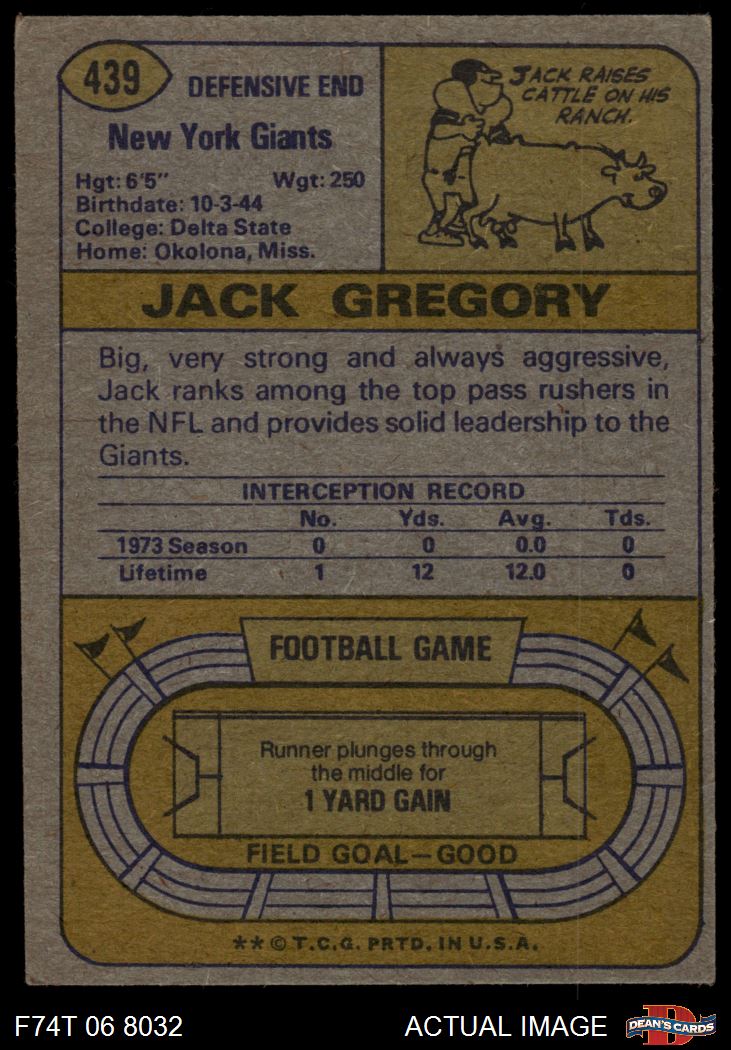 439
DEFENSIVE END
New York Giants
Hgt: 6'5" Wgt: 250
Birthdate: 10-3-44
College: Delta State
Home: Okolona, Miss.
JACK RAISES
CATTLE ON HIS
RANCH.
JACK GREGORY
Big, very strong and always aggressive,
Jack ranks among the top pass rushers in
the NFL and provides solid leadership to the
Giants.
INTERCEPTION RECORD
No. Yds. Avg. Tds.
1973 Season 0 0 0.0 0
Lifetime 1 12 12.0 0
FOOTBALL GAME
Runner plunges through
the middle for
1 YARD GAIN
FIELD GOAL—GOOD
** © T.C.G. PRTD. IN U.S.A.
F74T 06 8032 ACTUAL IMAGE
D
DEAN'S CARDS